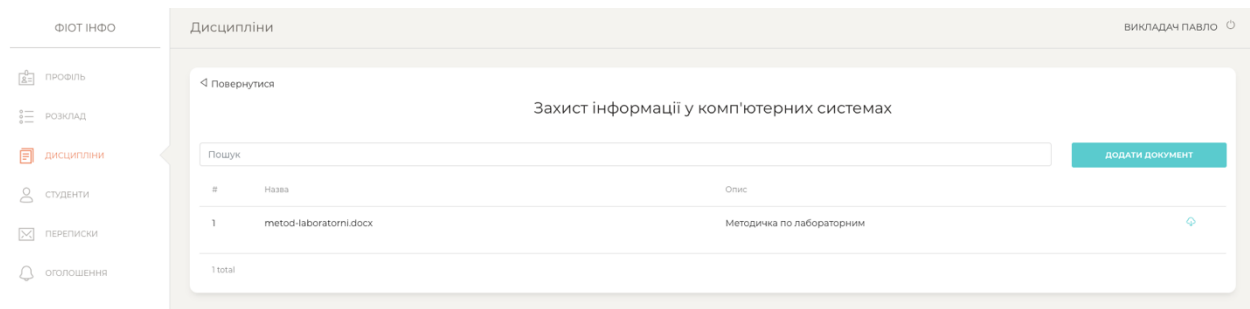 ФІОТ ІНФО
Дисципліни
ВИКЛАДАЧ ПАВЛО
ПРОФІЛЬ
РОЗКЛАД
ДИСЦИПЛІНИ
СТУДЕНТИ
ПЕРЕПИСКИ
ОГОЛОШЕННЯ
Повернутися
Захист інформації у комп'ютерних системах
Пошук
ДОДАТИ ДОКУМЕНТ
# Назва Опис
1 metod-laboratorni.docx Методичка по лабораторним
1 total